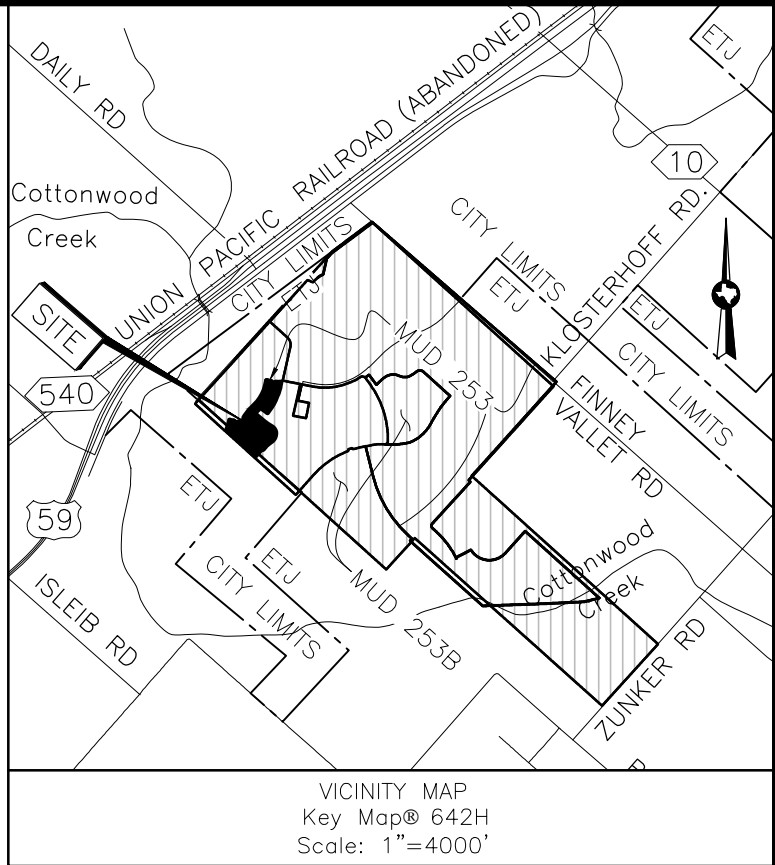 DAILY RD
UNION PACIFIC RAILROAD (ABANDONED)
ETJ
10
Cottonwood
Creek
CITY LIMITS
ETJ
CITY LIMITS
ETJ
KLOSTERHOFF RD.
ETJ
CITY LIMITS
SITE
540
MUD 253
FINNEY
VALLET RD
59
ETJ
ETJ
CITY LIMITS
MUD 253B
Cottonwood
Creek
ISLEIB RD
ZUNKER RD
VICINITY MAP
Key Map® 642H
Scale: 1"=4000'